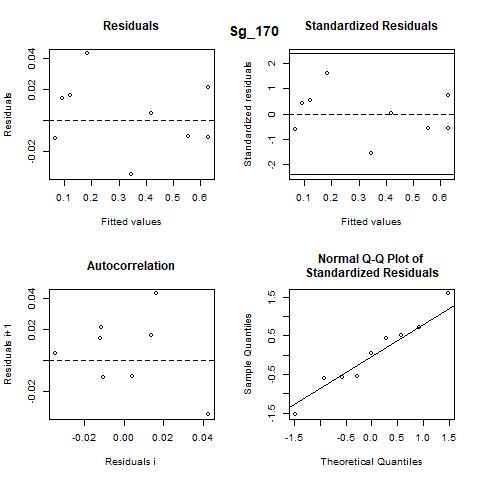 Sg_170
Residuals
Residuals
0.04
0.02
-0.02
0.1 0.2 0.3 0.4 0.5 0.6
Fitted values
Standardized Residuals
Standardized residuals
2
1
0
-1
-2
0.1 0.2 0.3 0.4 0.5 0.6
Fitted values
Autocorrelation
Residuals i+1
0.04
0.02
-0.02
-0.02 0.00 0.02 0.04
Residuals i
Normal Q-Q Plot of
Standardized Residuals
Sample Quantiles
1.5
0.5
-0.5
-1.5
-1.5 -0.5 0.0 0.5 1.0 1.5
Theoretical Quantiles